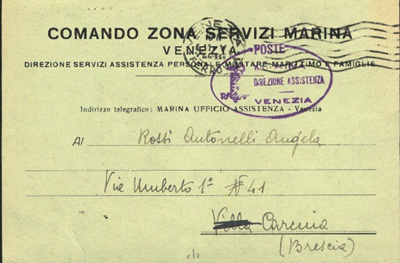 COMANDO ZONA SERVIZI MARINA
VENEZIA
DIREZIONE SERVIZI ASSISTENZA PERSONALE MILITARE MARITTIMO E FAMIGLIE
POSTE
DIREZIONE ASSISTENZA
VENEZIA
Indirizzo telegrafico: MARINA UFFICIO ASSISTENZA - Venezia
Al Rossi Antonelli Angela
Via Umberto 1° # 41
Villa Carcina
(Brescia)